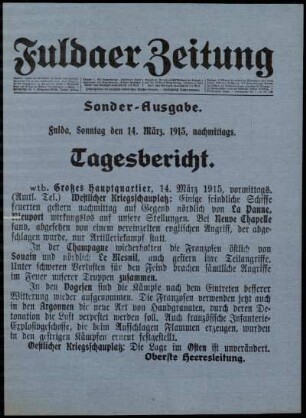 Fuldaer Zeitung
Sonder-Ausgabe.
Fulda, Sonntag den 14. März. 1915, nachmittags.
Tagesbericht.
wtb. Großes Hauptquartier, 14. März 1915, vormittags.
(Amtl. Tel.) Westlicher Kriegsschauplatz: Einige feindliche Schiffe
feuerten gestern nachmittag auf Gegend nördlich von La Panne,
Nieuport wirkungslos auf unsere Stellungen. Bei Neuve Chapelle
fand, abgesehen von einem vereinzelten englischen Angriff, der abge-
schlagen wurde, nur Artilleriekampf statt.
In der Champagne wiederholten die Franzosen östlich von
Souain und nördlich Le Mesnil, auch gestern ihre Teilangriffe.
Unter schweren Verlusten für den Feind brachen sämtliche Angriffe
im Feuer unserer Truppen zusammen.
In den Vogesen sind die Kämpfe nach dem Eintreten besserer
Witterung wieder aufgenommen. Die Franzosen verwenden jetzt auch
in den Argonnen die neue Art von Handgranaten, durch deren De-
tonation die Luft verpestet werden soll. Auch französische Infanterie-
Explosivgeschosse, die beim Aufschlagen Flammen erzeugen, wurden
in den gestrigen Kämpfen erneut festgestellt.
Oestlicher Kriegsschauplatz: Die Lage im Osten ist unverändert.
Oberste Heeresleitung.